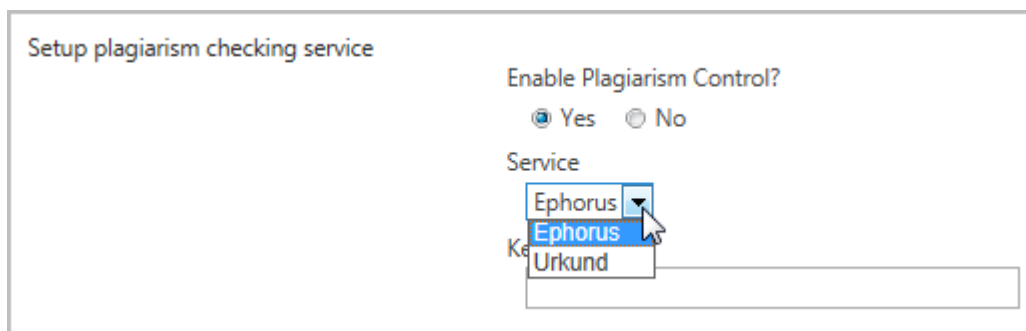 Setup plagiarism checking service
Enable Plagiarism Control?
Yes No
Service
Ephorus
Ephorus
Urkund